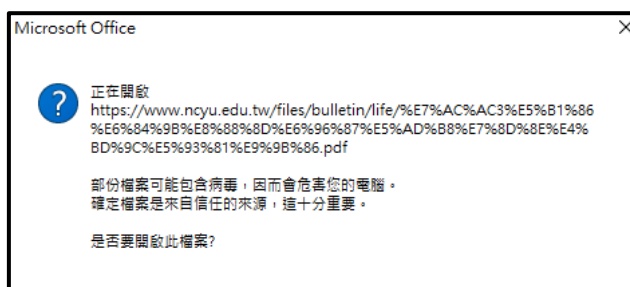 Microsoft Office
正在開啟
https://www.ncyu.edu.tw/files/bulletin/life/%E7%AC%AC3%E5%B1%86
%E6%84%9B%E8%88%8D%E6%96%87%E5%AD%B8%E7%8D%8E%E4%
BD%9C%E5%93%81%E9%9B%86.pdf
部份檔案可能包含病毒，因而會危害您的電腦。
確定檔案是來自信任的來源，這十分重要。
是否要開啟此檔案?